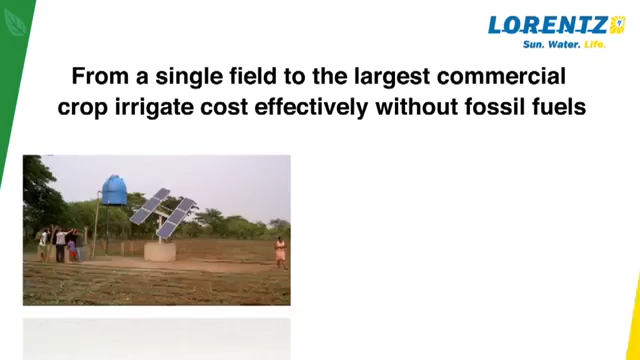 LORENTZ
Sun. Water. Life.
From a single field to the largest commercial
crop irrigate cost effectively without fossil fuels